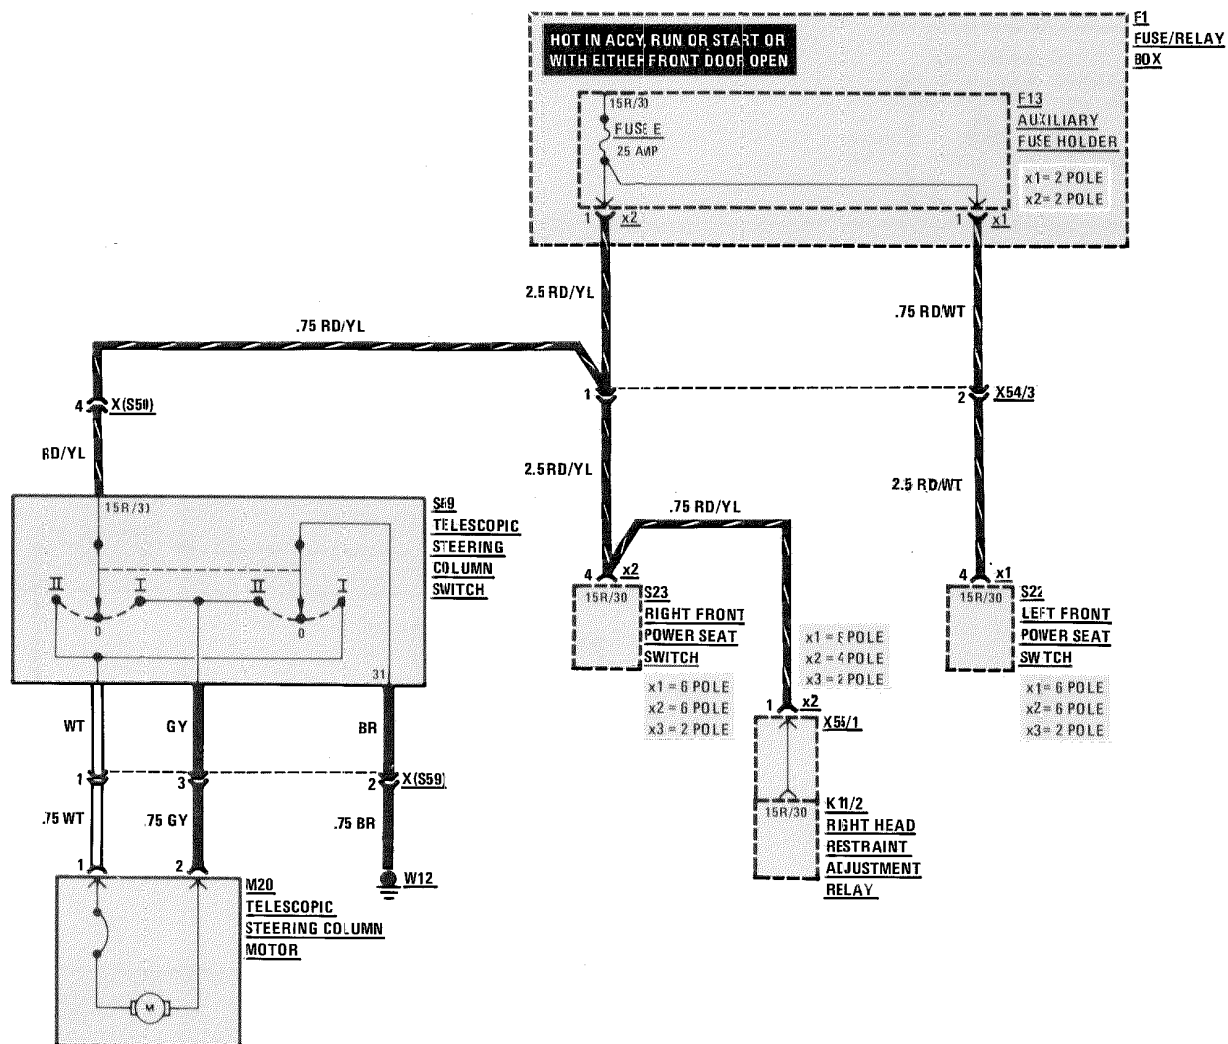 F1
FUSE/RELAY
BOX
HOT IN ACCY, RUN OR START OR
WITH EITHER FRONT DOOR OPEN
15R/30
FUSE E
25 AMP
F13
AUXILIARY
FUSE HOLDER
x1= 2 POLE
x2= 2 POLE
1 x2
1 x1
2.5 RD/YL
.75 RD/WT
.75 RD/YL
4 X(S50)
1
2 X54/3
RD/YL
2.5RD/YL
2.5 RD/WT
.75 RD/YL
15R/30
S69
TELESCOPIC
STEERING
COLUMN
SWITCH
II I II I
0 0
31
4 x2
15R/30
S23
RIGHT FRONT
POWER SEAT
SWITCH
x1 = 6 POLE
x2 = 6 POLE
x3 = 2 POLE
x2 = 4 POLE
x3 = 2 POLE
4 x1
15R/30
S22
LEFT FRONT
POWER SEAT
SWTCH
x1 = 6 POLE
x2 = 6 POLE
x3 = 2 POLE
1 x2
15R/30
K11/2
RIGHT HEAD
RESTRAINT
ADJUSTMENT
RELAY
WT GY BR
1 3 2 X(S59)
.75 WT .75 GY .75 BR
1 2
W12
M20
TELESCOPIC
STEERING COLUMN
MOTOR
M